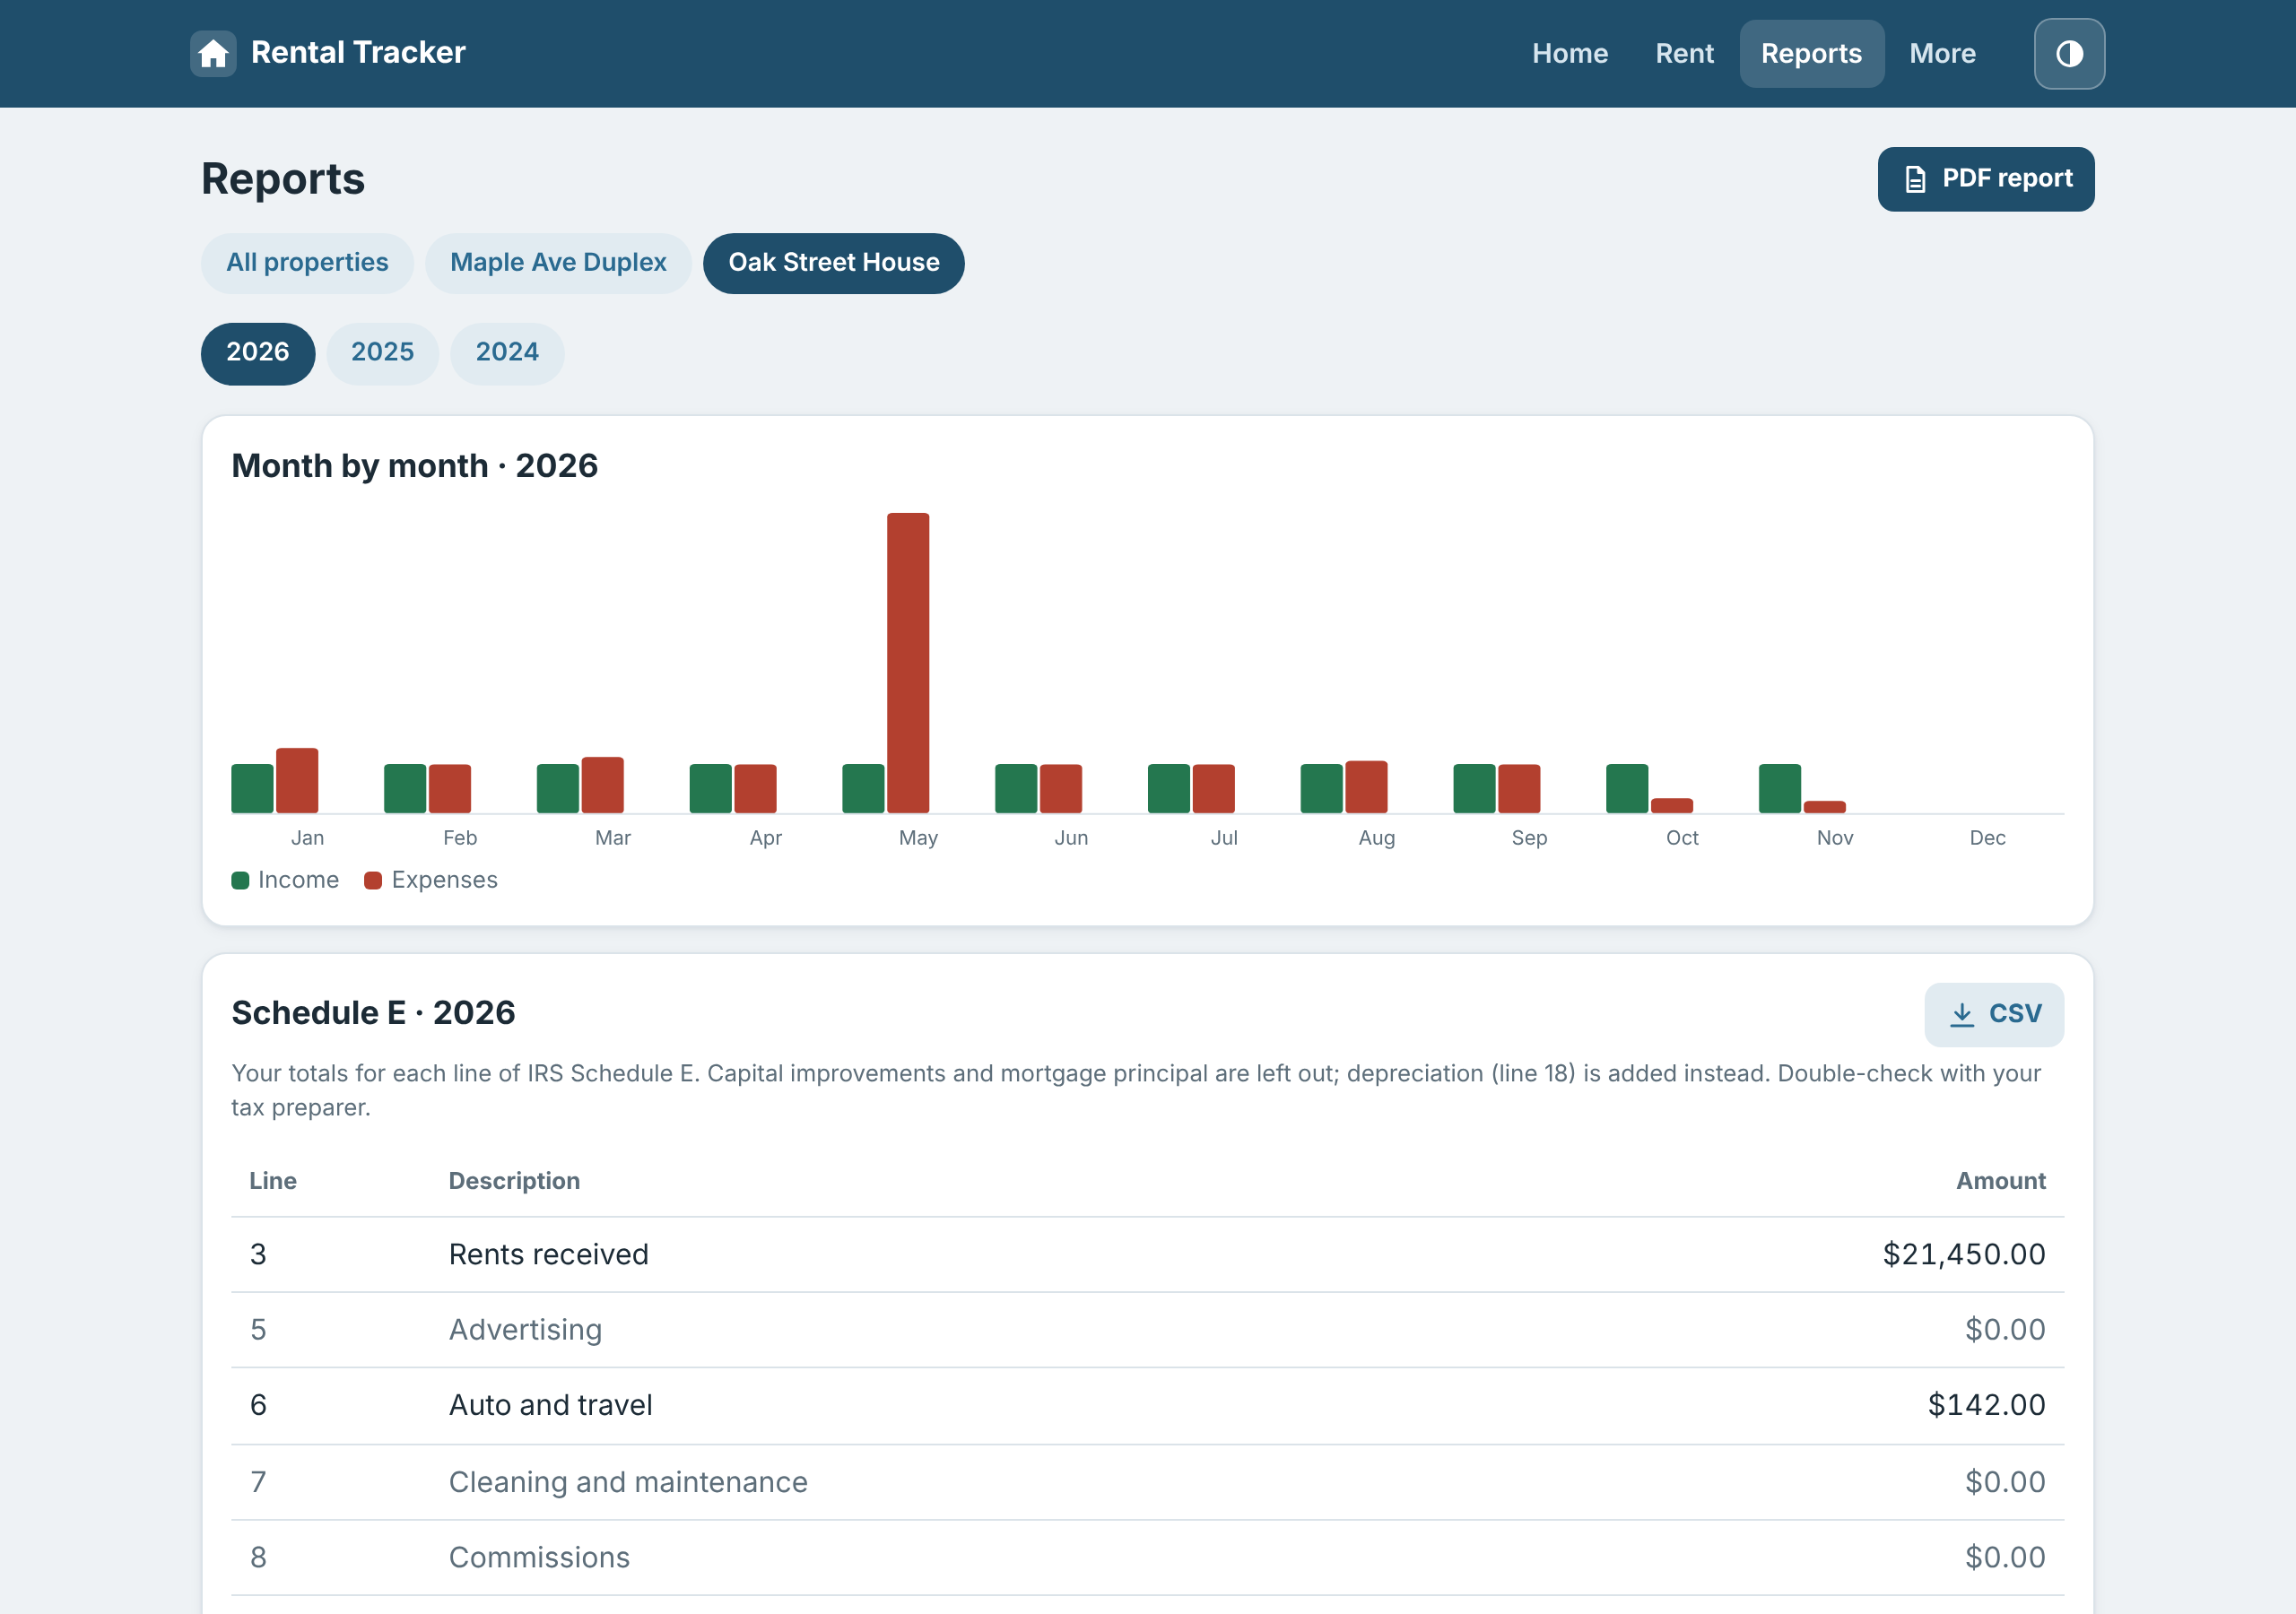 Rental Tracker
Home Rent Reports More
Reports
PDF report
All properties Maple Ave Duplex Oak Street House
2026 2025 2024
Month by month · 2026
Jan Feb Mar Apr May Jun Jul Aug Sep Oct Nov Dec
Income Expenses
Schedule E · 2026
CSV
Your totals for each line of IRS Schedule E. Capital improvements and mortgage principal are left out; depreciation (line 18) is added instead. Double-check with your
tax preparer.
Line Description Amount
3 Rents received $21,450.00
5 Advertising $0.00
6 Auto and travel $142.00
7 Cleaning and maintenance $0.00
8 Commissions $0.00